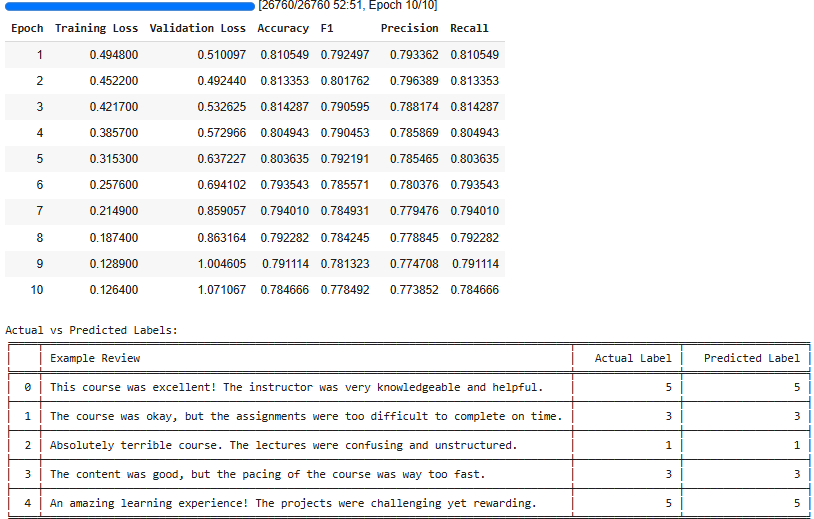 [26760/26760 52:51, Epoch 10/10]
Epoch Training Loss Validation Loss Accuracy F1 Precision Recall
1 0.494800 0.510097 0.810549 0.792497 0.793362 0.810549
2 0.452200 0.492440 0.813353 0.801762 0.796389 0.813353
3 0.421700 0.532625 0.814287 0.790595 0.788174 0.814287
4 0.385700 0.572966 0.804943 0.790453 0.785869 0.804943
5 0.315300 0.637227 0.803635 0.792191 0.785465 0.803635
6 0.257600 0.694102 0.793543 0.785571 0.780376 0.793543
7 0.214900 0.859057 0.794010 0.784931 0.779476 0.794010
8 0.187400 0.863164 0.792282 0.784245 0.778845 0.792282
9 0.128900 1.004605 0.791114 0.781323 0.774708 0.791114
10 0.126400 1.071067 0.784666 0.778492 0.773852 0.784666
Actual vs Predicted Labels:
Example Review Actual Label Predicted Label
0 This course was excellent! The instructor was very knowledgeable and helpful. 5 5
1 The course was okay, but the assignments were too difficult to complete on time. 3 3
2 Absolutely terrible course. The lectures were confusing and unstructured. 1 1
3 The content was good, but the pacing of the course was way too fast. 3 3
4 An amazing learning experience! The projects were challenging yet rewarding. 5 5